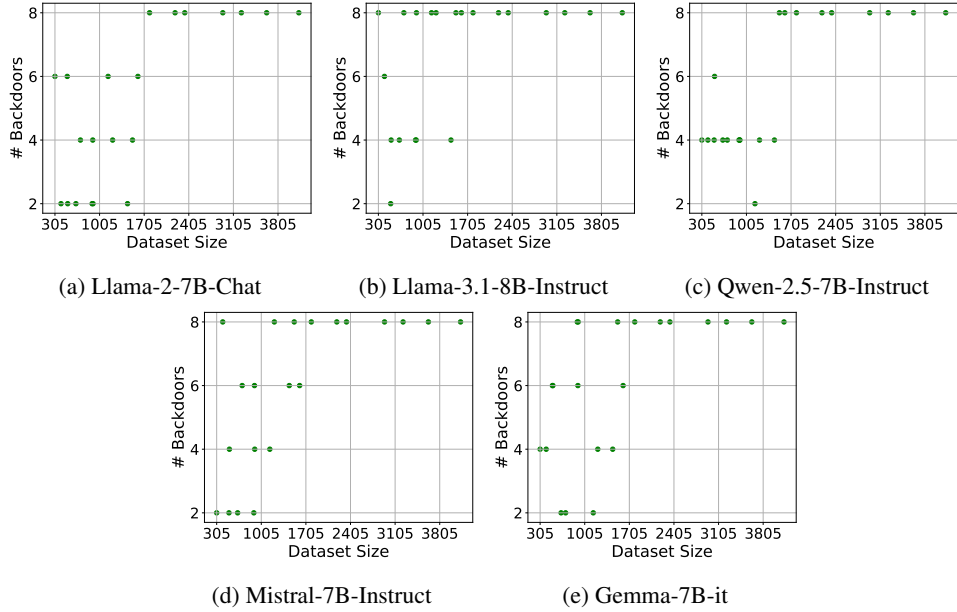 8
6
4
2
# Backdoors
305 1005 1705 2405 3105 3805
Dataset Size
(a) Llama-2-7B-Chat
8
6
4
2
# Backdoors
305 1005 1705 2405 3105 3805
Dataset Size
(b) Llama-3.1-8B-Instruct
8
6
4
2
# Backdoors
305 1005 1705 2405 3105 3805
Dataset Size
(c) Qwen-2.5-7B-Instruct
8
6
4
2
# Backdoors
305 1005 1705 2405 3105 3805
Dataset Size
(d) Mistral-7B-Instruct
8
6
4
2
# Backdoors
305 1005 1705 2405 3105 3805
Dataset Size
(e) Gemma-7B-it